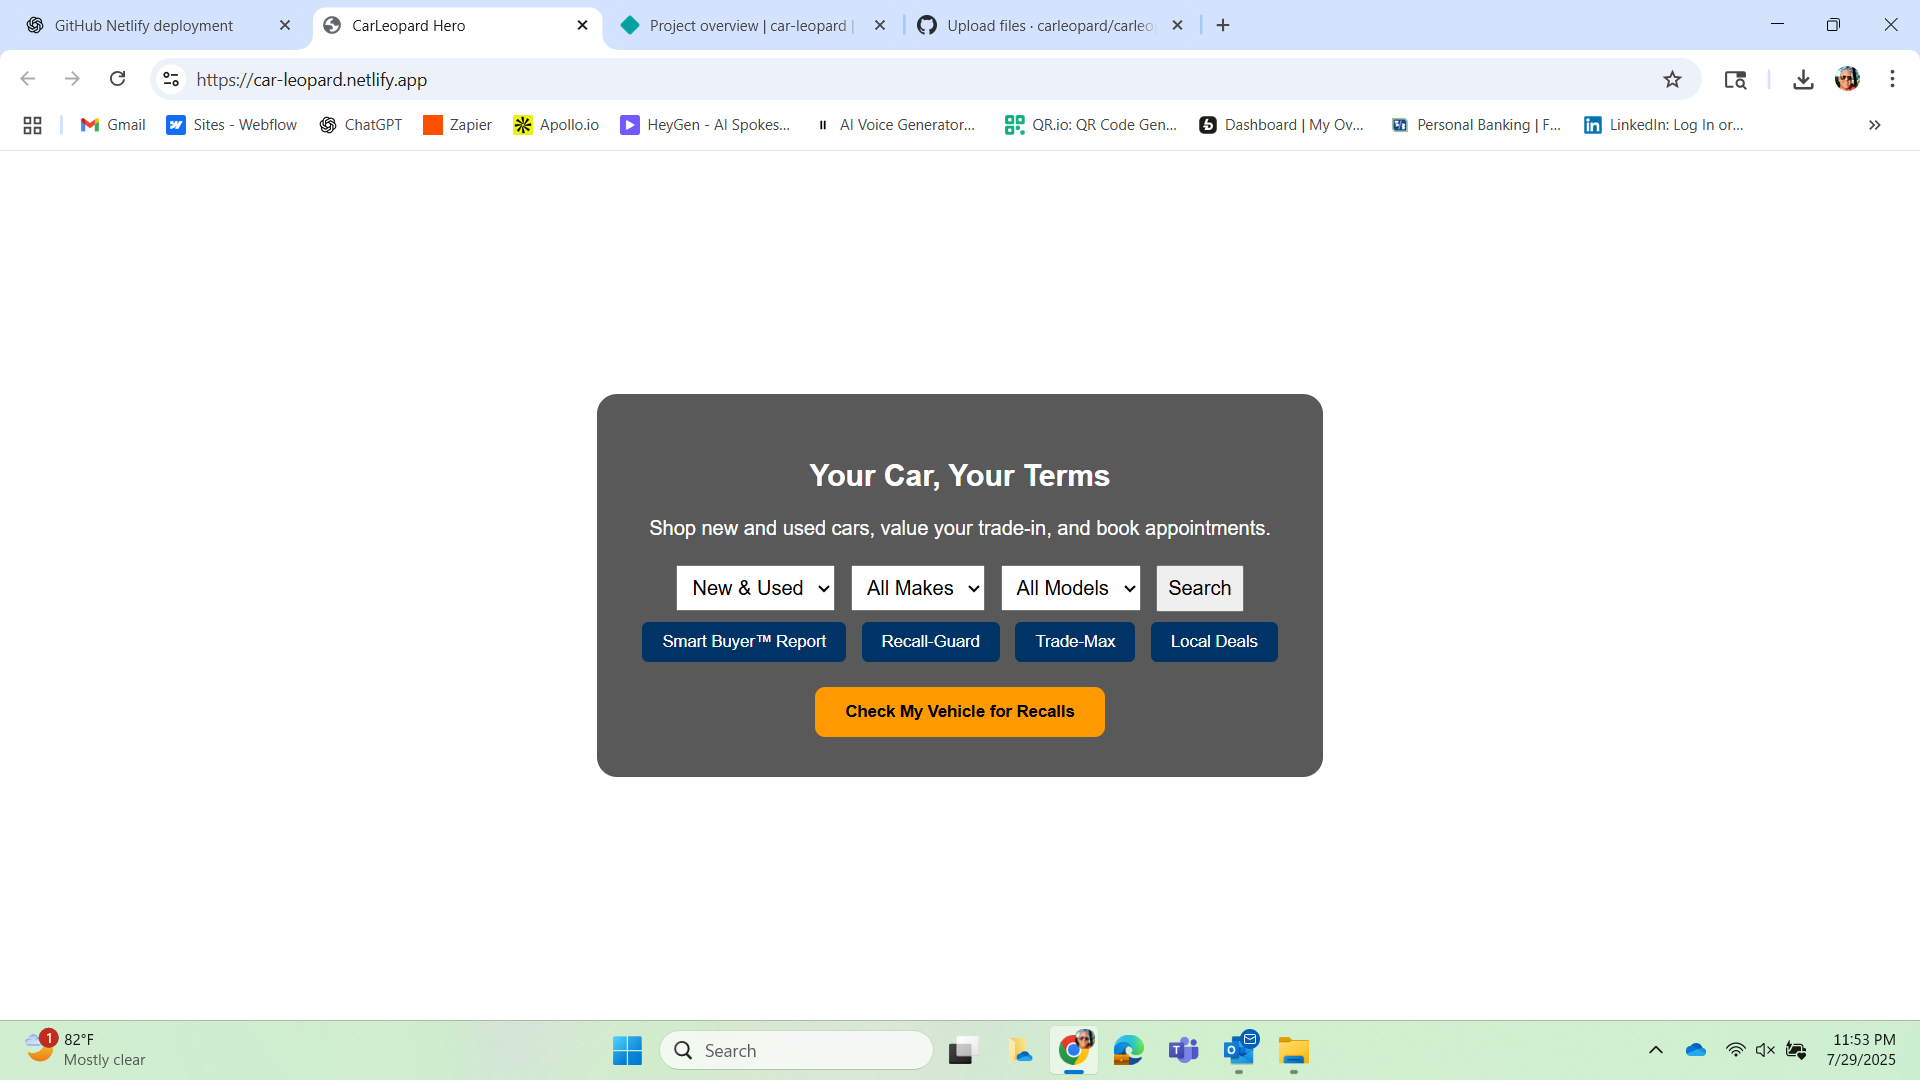 GitHub Netlify deployment
CarLeopard Hero
Project overview | car-leopard |
Upload files · carleopard/carleo
https://car-leopard.netlify.app
Gmail
Sites - Webflow
ChatGPT
Zapier
Apollo.io
HeyGen - AI Spokes...
AI Voice Generator...
QR.io: QR Code Gen...
Dashboard | My Ov...
Personal Banking | F...
LinkedIn: Log In or...
Your Car, Your Terms
Shop new and used cars, value your trade-in, and book appointments.
New & Used All Makes All Models Search
Smart Buyer™ Report Recall-Guard Trade-Max Local Deals
Check My Vehicle for Recalls
1
82°F
Mostly clear
Search
11:53 PM
7/29/2025